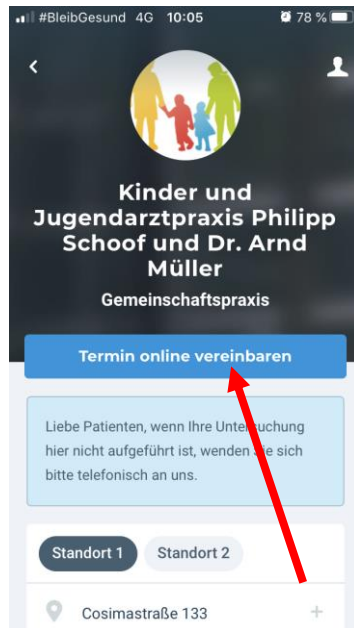 #BleibGesund 4G 10:05 78 %
Kinder und
Jugendarztpraxis Philipp
Schoof und Dr. Arnd
Müller
Gemeinschaftspraxis
Termin online vereinbaren
Liebe Patienten, wenn Ihre Untersuchung
hier nicht aufgeführt ist, wenden Sie sich
bitte telefonisch an uns.
Standort 1 Standort 2
Cosimastraße 133 +